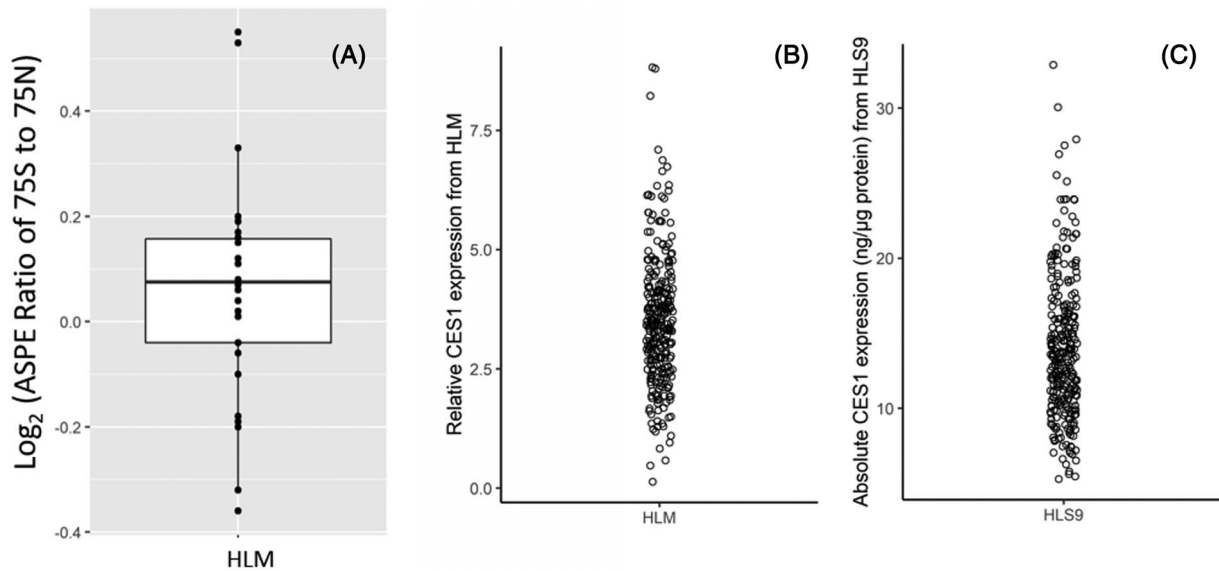 (A)
Log₂ (ASPE Ratio of 75S to 75N)
0.4
0.2
0.0
-0.2
-0.4
HLM
(B)
Relative CES1 expression from HLM
7.5
5.0
2.5
0.0
HLM
(C)
Absolute CES1 expression (ng/μg protein) from HLS9
30
20
10
HLS9